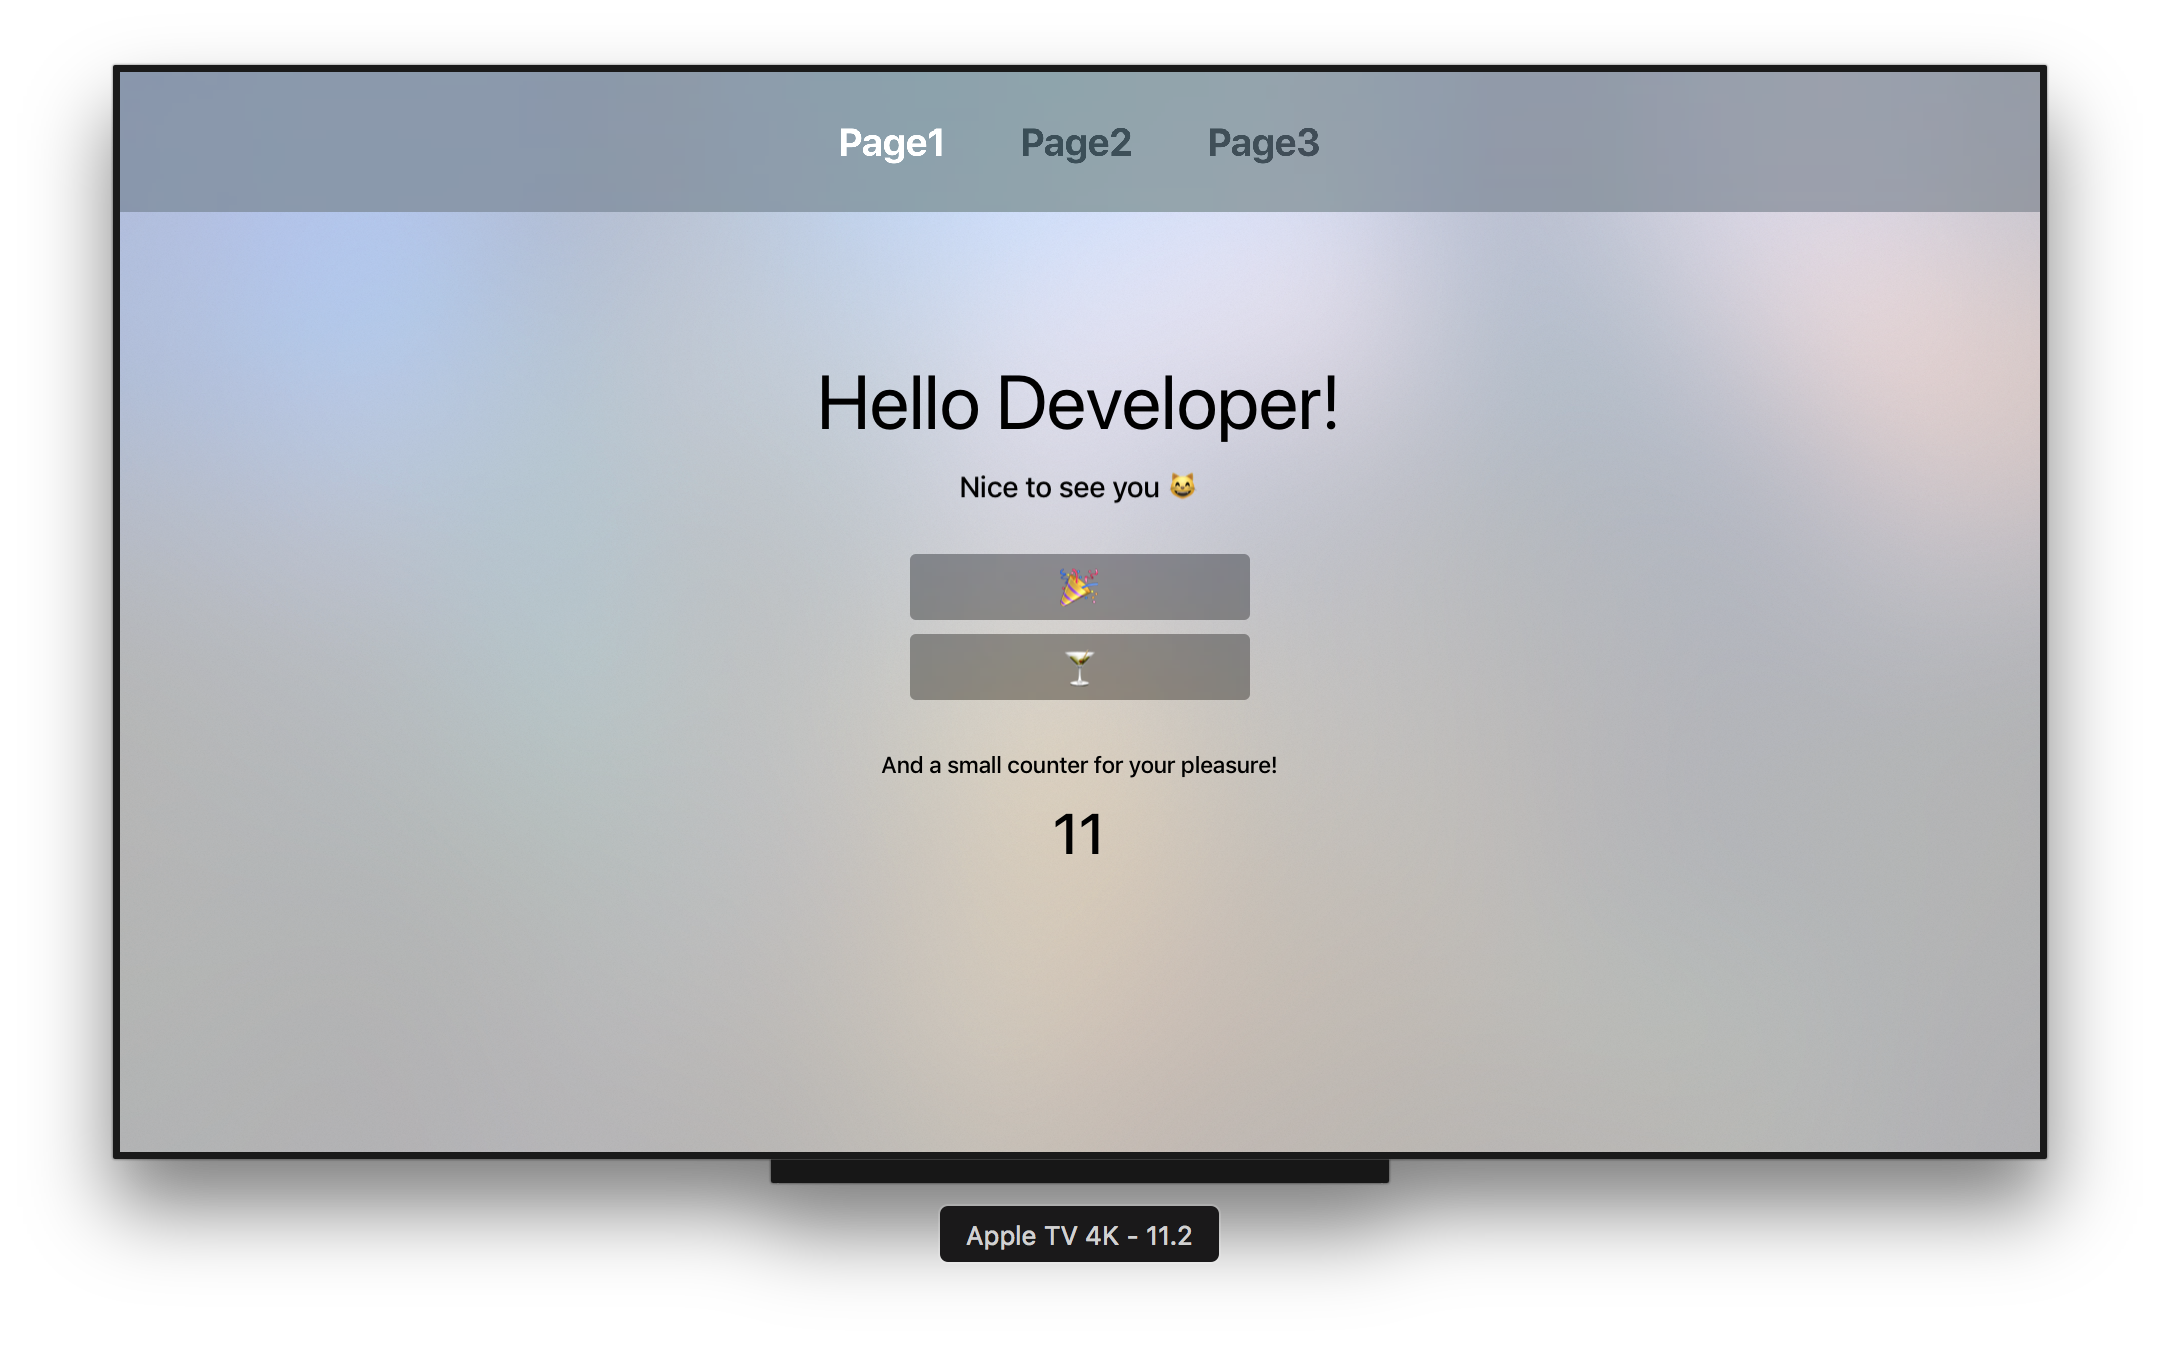 Page1 Page2 Page3
Hello Developer!
Nice to see you 😸
🎉
🍸
And a small counter for your pleasure!
11
Apple TV 4K - 11.2